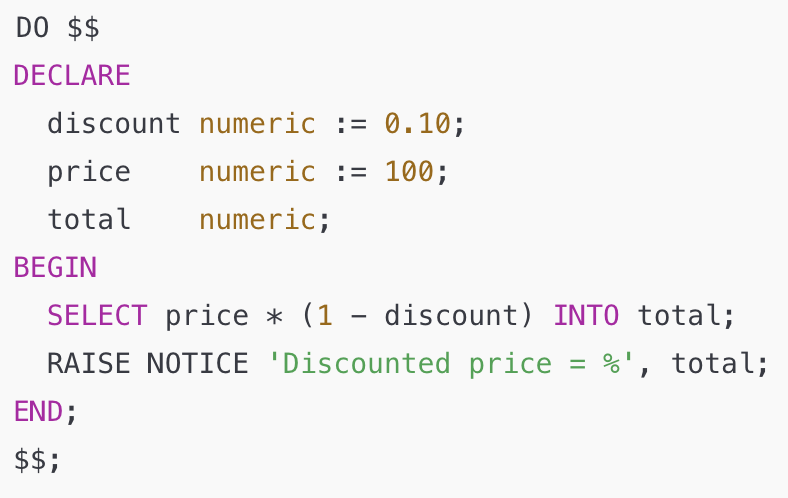 DO $$
DECLARE
  discount numeric := 0.10;
  price    numeric := 100;
  total    numeric;
BEGIN
  SELECT price * (1 - discount) INTO total;
  RAISE NOTICE 'Discounted price = %', total;
END;
$$;